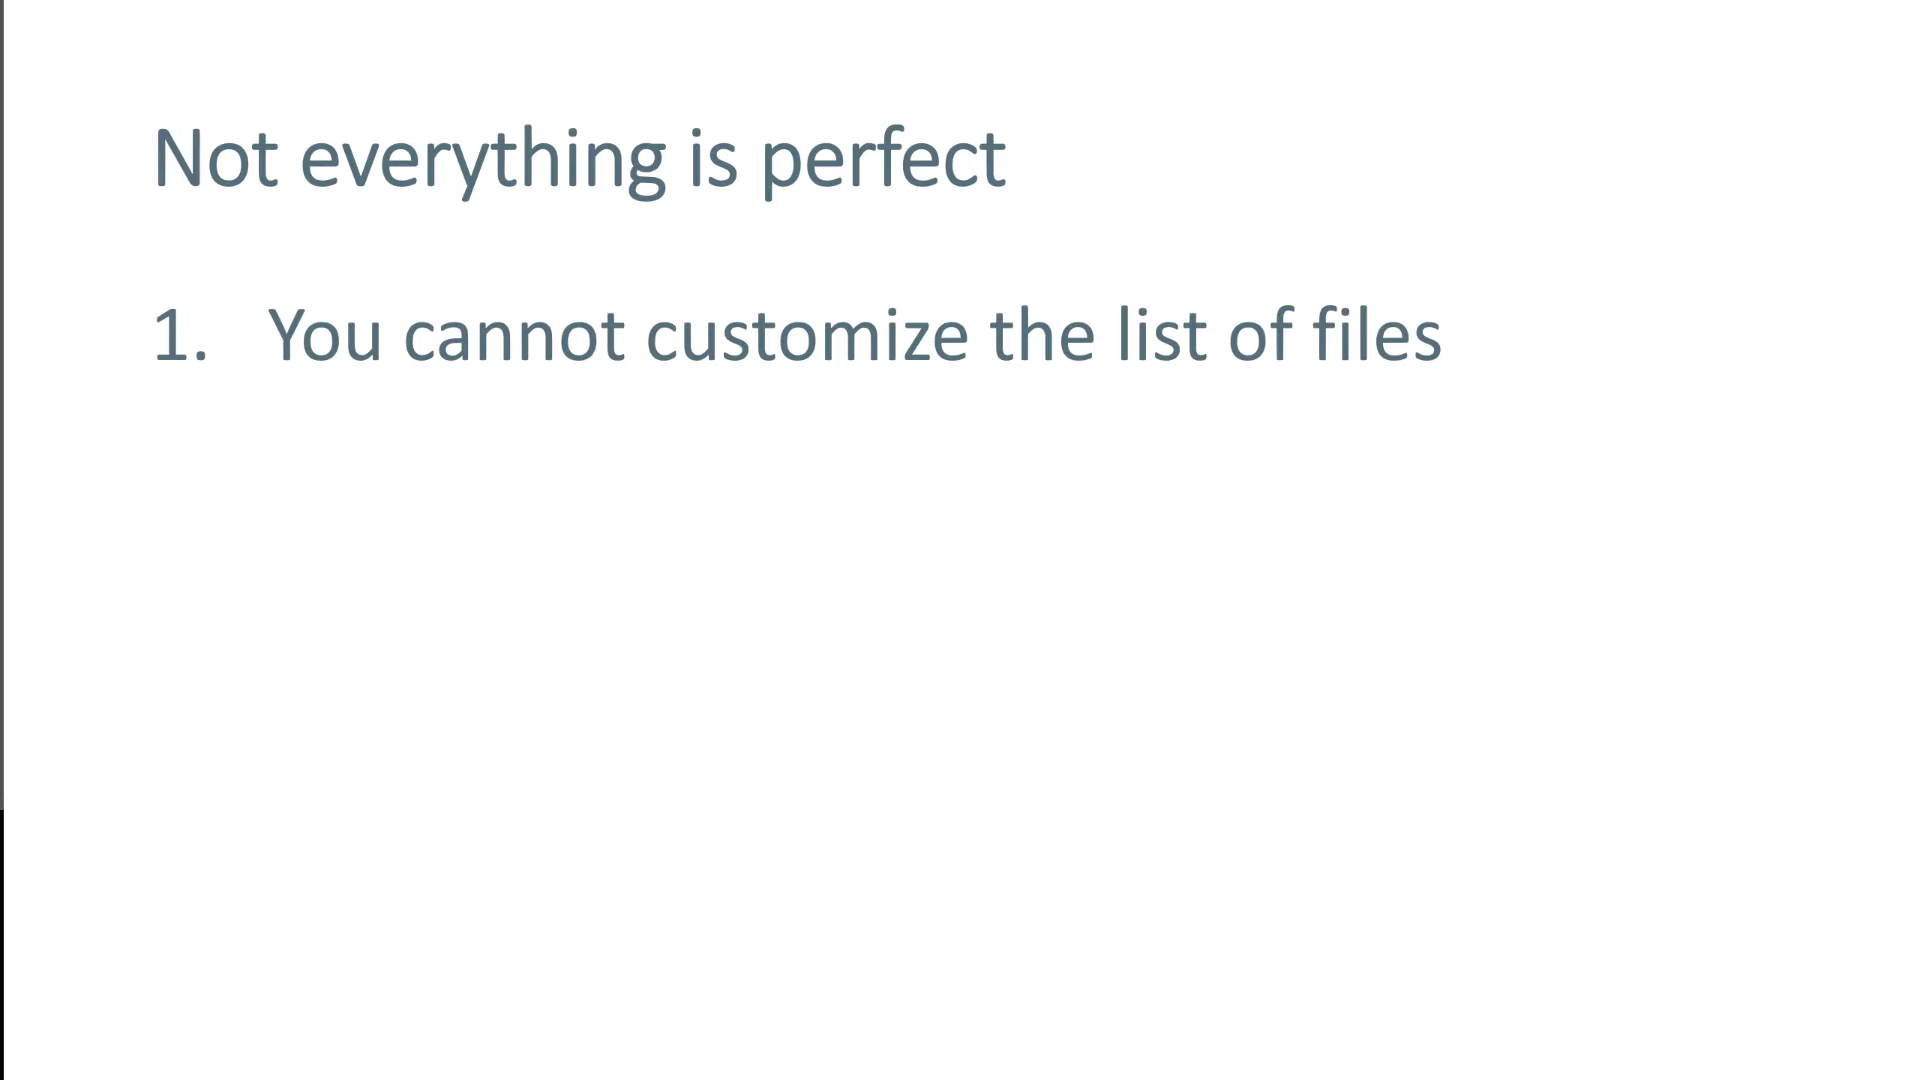 Not everything is perfect
1. You cannot customize the list of files